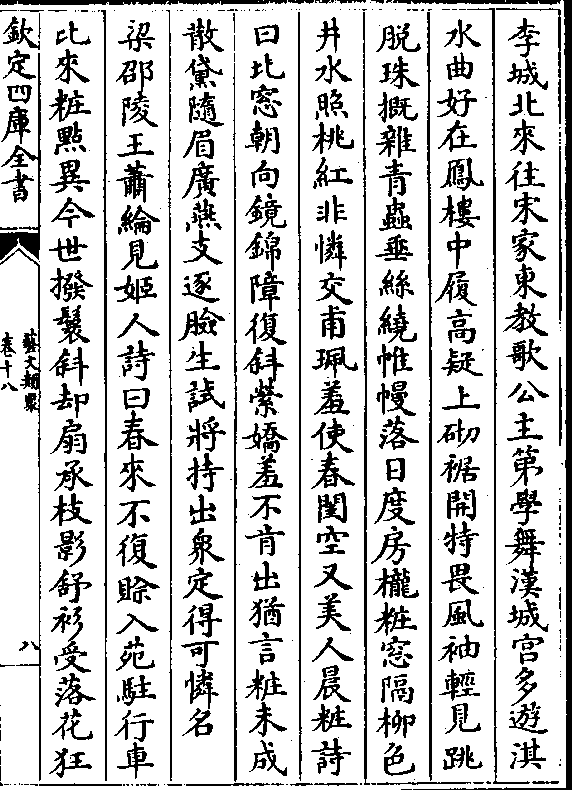 李城北來往宋家東教歌公主第學舞漢城宫多遊淇
水曲好在鳳樓中履髙疑上砌裾開特畏風袖輕見跳
脱珠概雜青蟲垂絲繞帷幔落日度房櫳粧窓隔柳色
井水照桃紅非憐交甫珮羞使春閨空又美人晨粧詩
曰北窓朝向鏡錦障復斜縈嬌羞不肯出猶言粧未成
散黛隨眉廣燕支逐臉生試將持出衆定得可憐名
梁邵陵王蕭綸見姬人詩曰春來不復賒入苑駐行車
比來粧㸃異今世撥鬟斜却扇承枝影舒衫受落花狂
欽定四庫全書
藝文類聚
卷十八
八